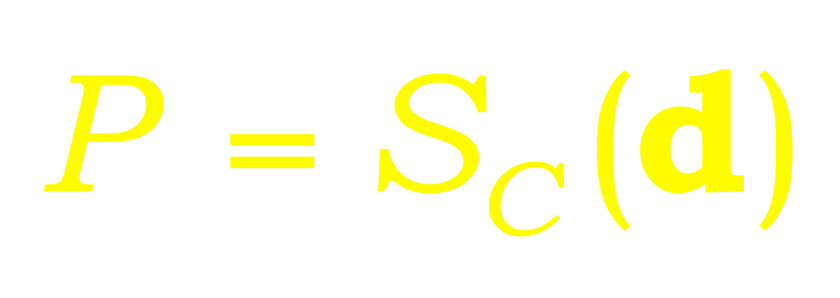 P = S_C(d)